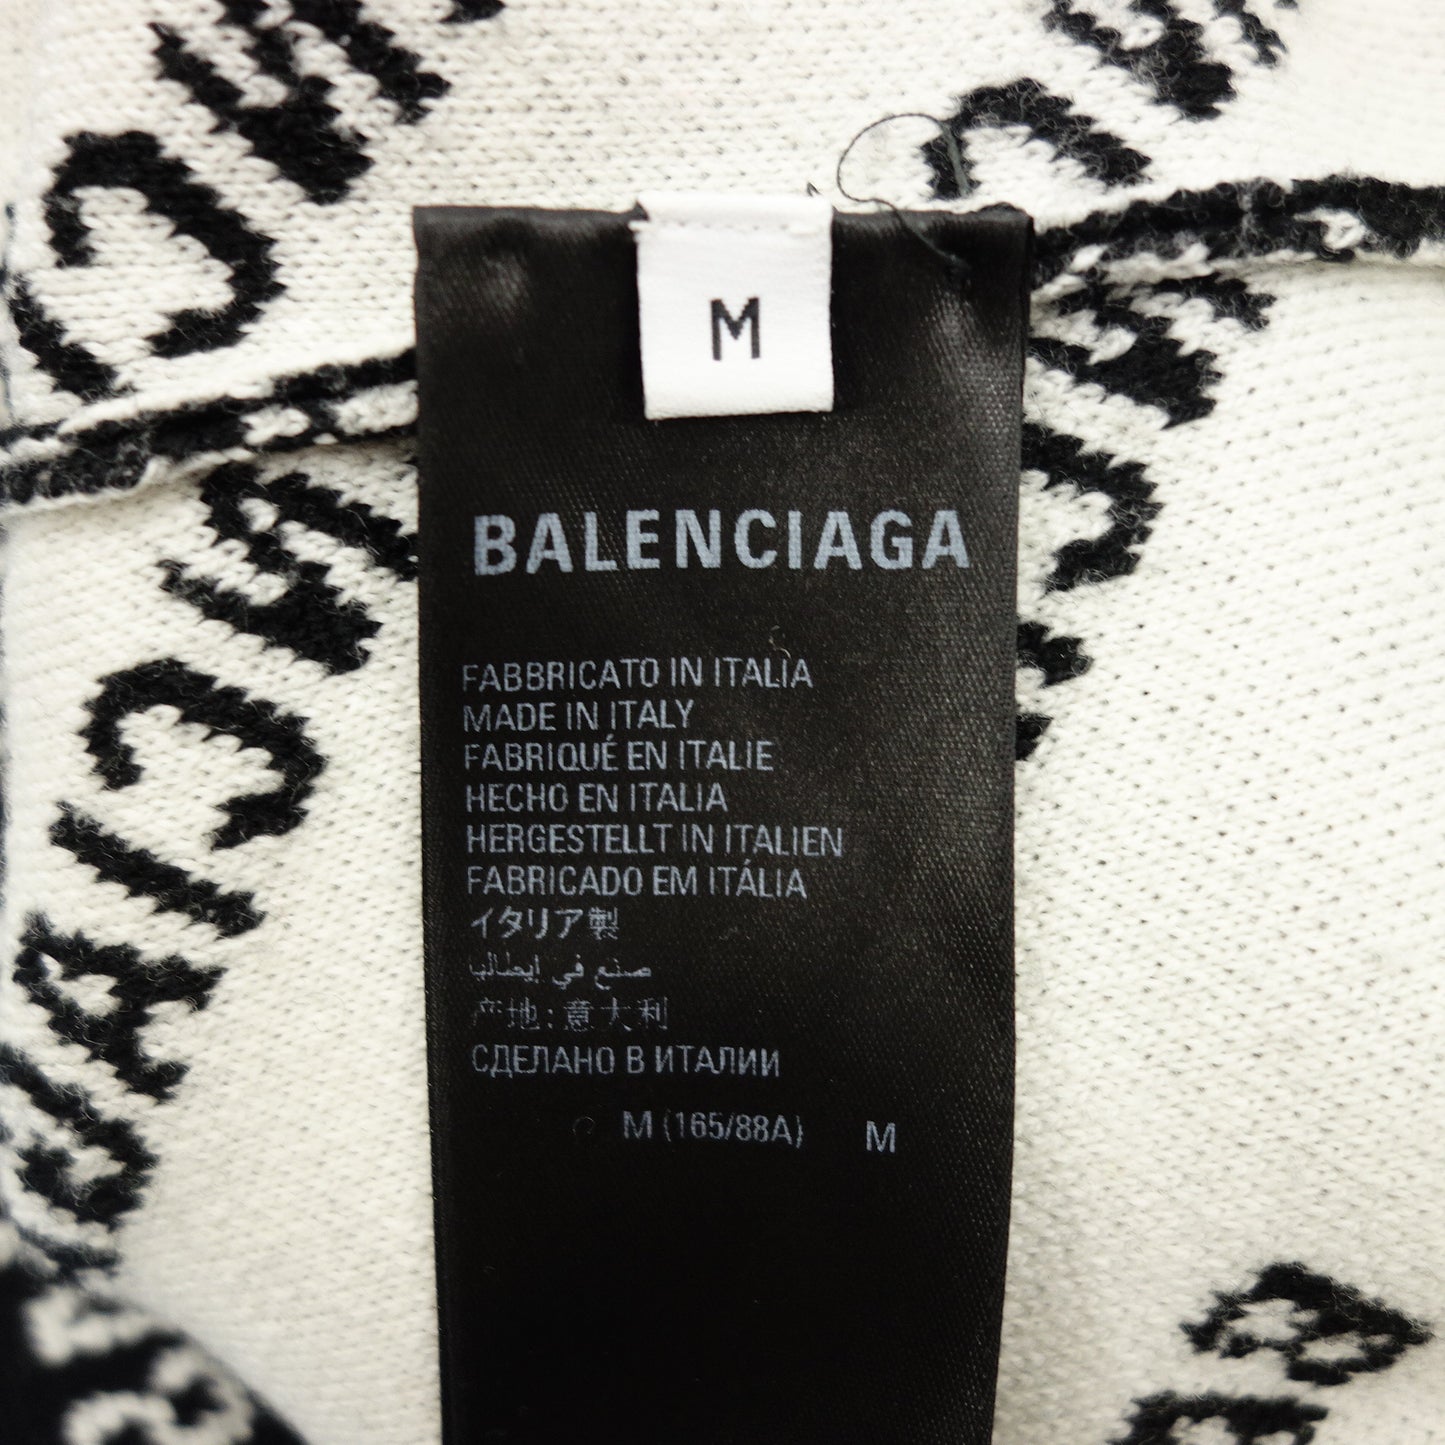 M
BALENCIAGA
FABBRICATO IN ITALIA
MADE IN ITALY
FABRIQUÉ EN ITALIE
HECHO EN ITALIA
HERGESTELLT IN ITALIEN
FABRICADO EM ITÁLIA
イタリア製
صنع في إيطاليا
产地:意大利
СДЕЛАНО В ИТАЛИИ
M (165/88A) M